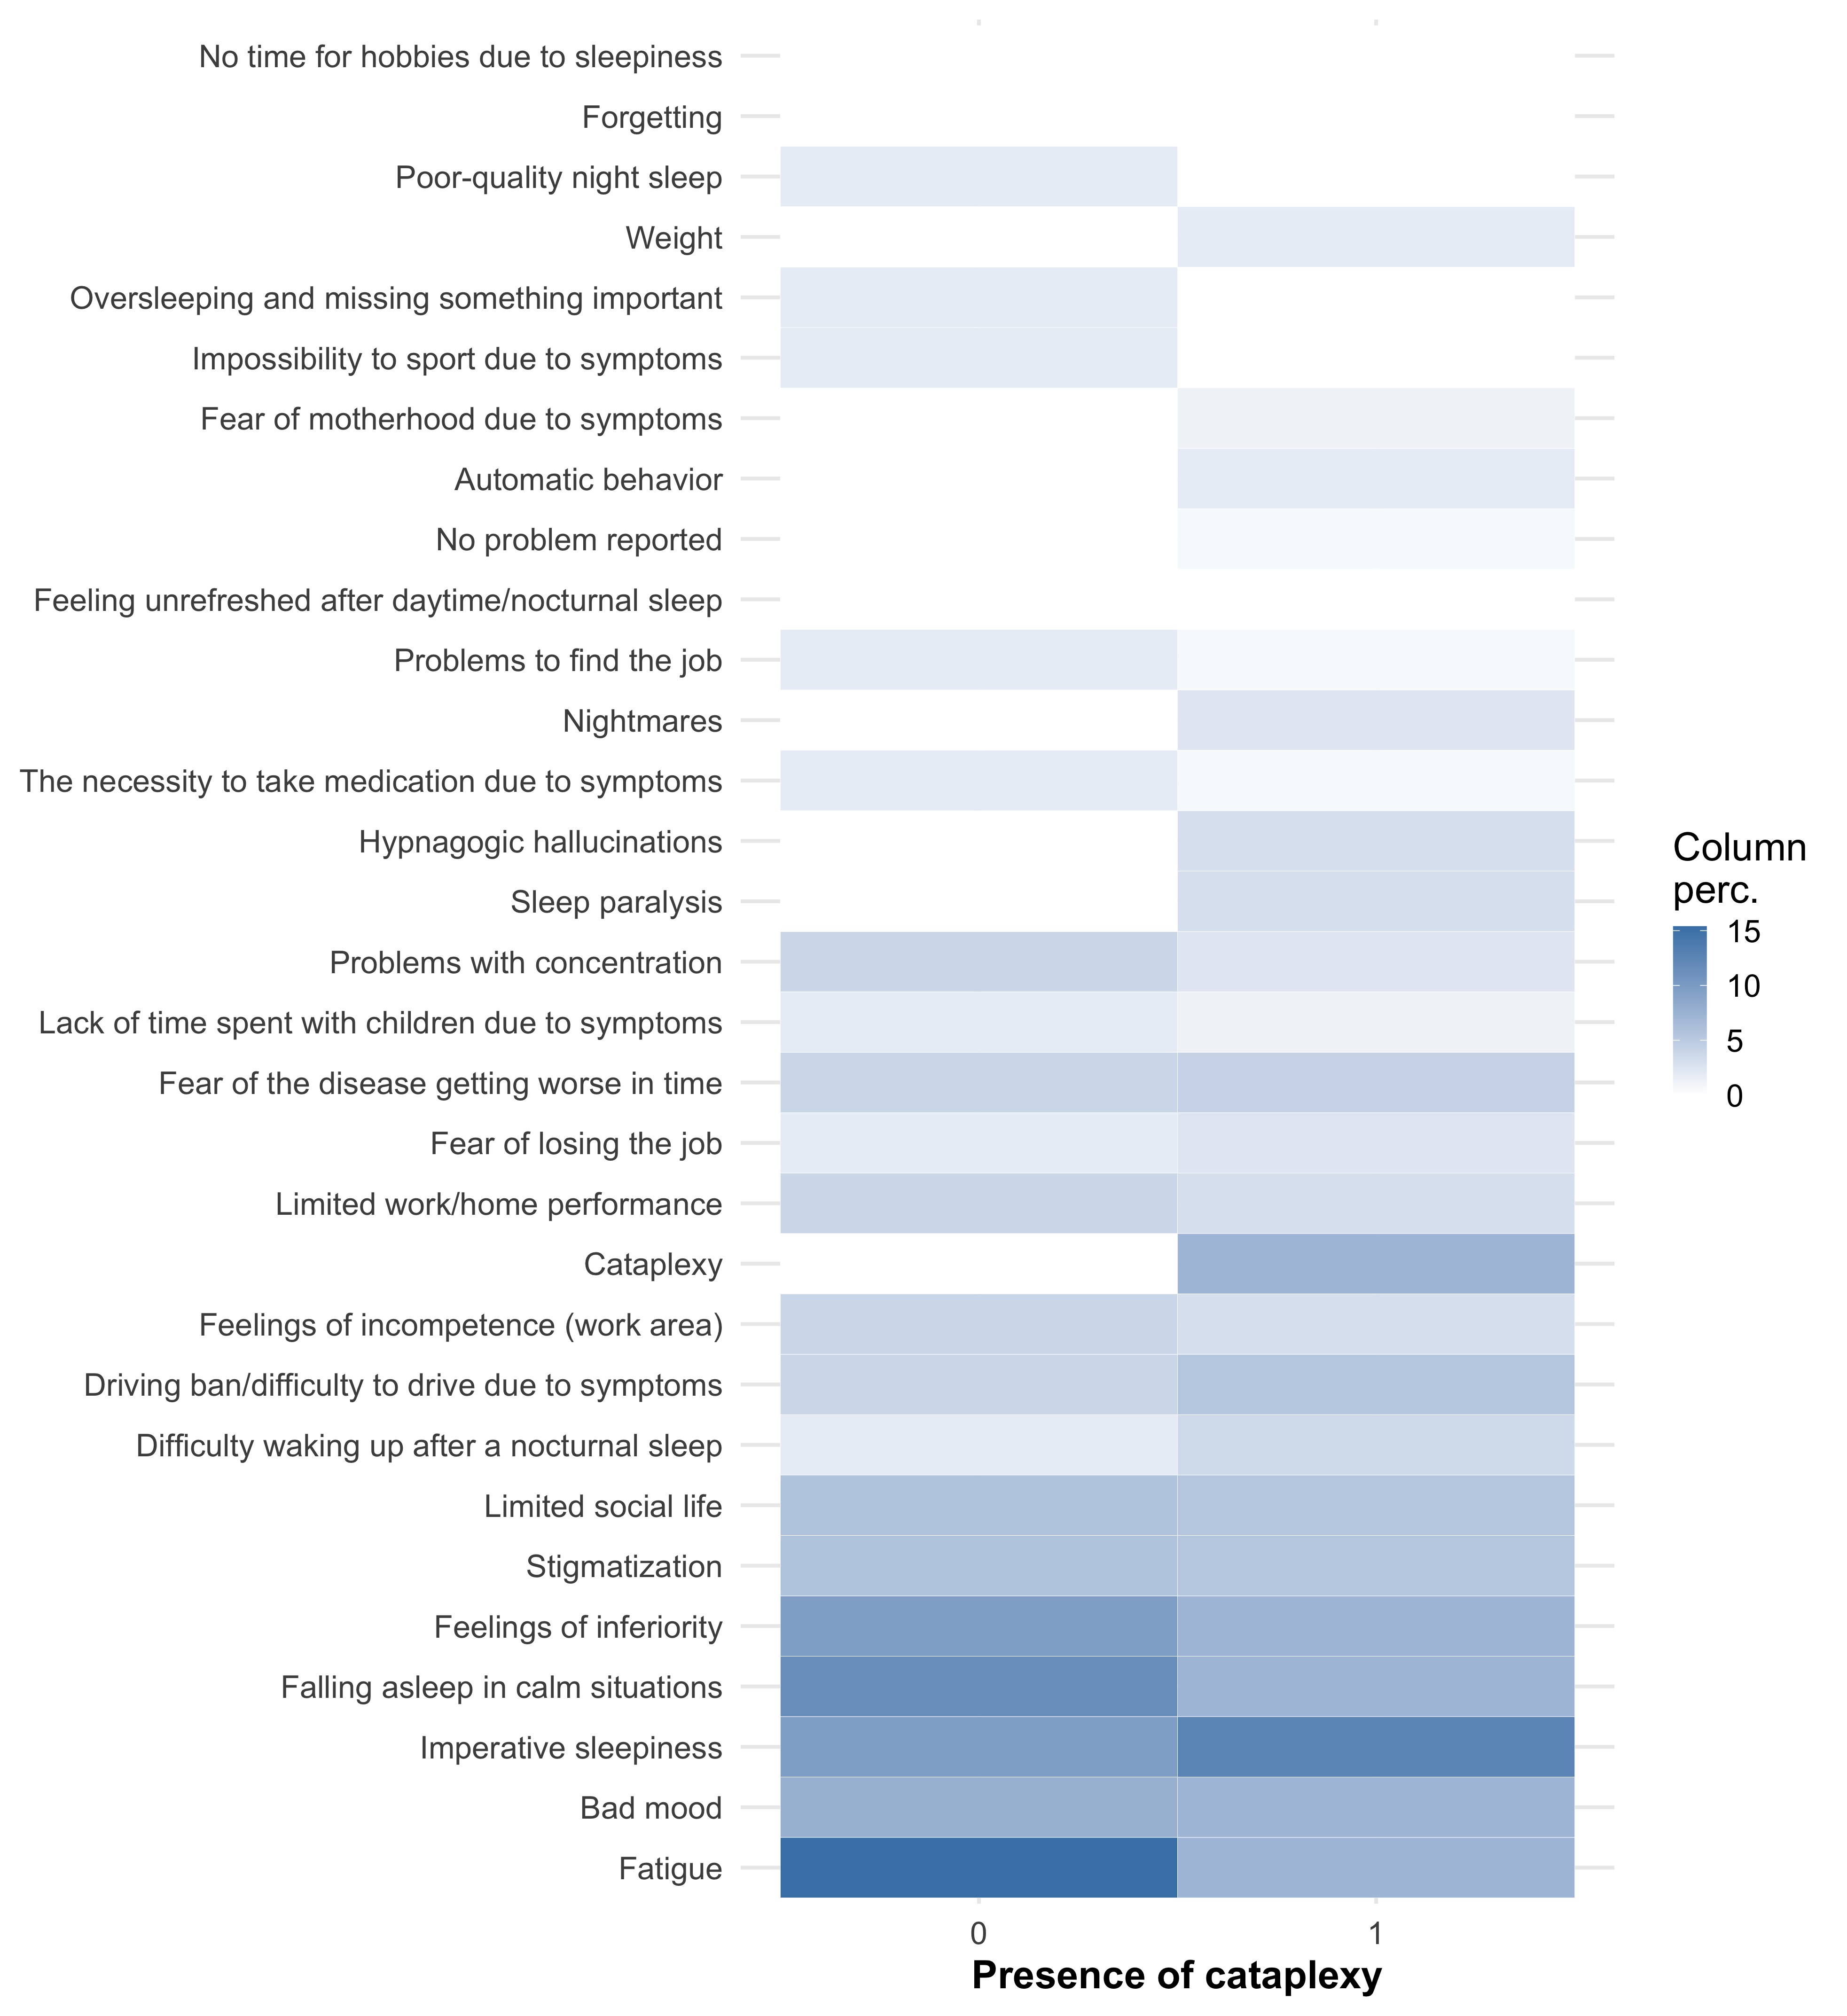 No time for hobbies due to sleepiness
Forgetting
Poor-quality night sleep
Weight
Oversleeping and missing something important
Impossibility to sport due to symptoms
Fear of motherhood due to symptoms
Automatic behavior
No problem reported
Feeling unrefreshed after daytime/nocturnal sleep
Problems to find the job
Nightmares
The necessity to take medication due to symptoms
Hypnagogic hallucinations
Sleep paralysis
Problems with concentration
Lack of time spent with children due to symptoms
Fear of the disease getting worse in time
Fear of losing the job
Limited work/home performance
Cataplexy
Feelings of incompetence (work area)
Driving ban/difficulty to drive due to symptoms
Difficulty waking up after a nocturnal sleep
Limited social life
Stigmatization
Feelings of inferiority
Falling asleep in calm situations
Imperative sleepiness
Bad mood
Fatigue
0 1
Presence of cataplexy
Column
perc.
15
10
5
0